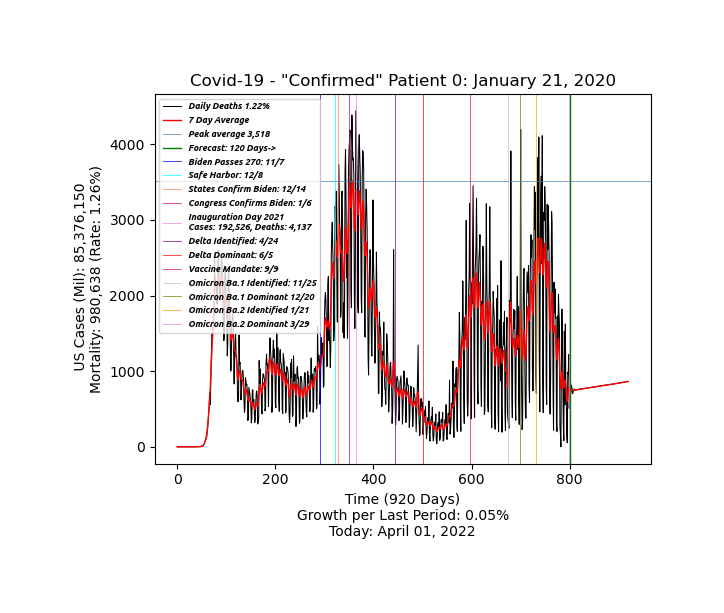 Covid-19 - "Confirmed" Patient 0: January 21, 2020
US Cases (Mil): 85,376,150
Mortality: 980,638 (Rate: 1.26%)
4000
3000
2000
1000
0
Daily Deaths 1.22%
7 Day Average
Peak average 3,518
Forecast: 120 Days->
Biden Passes 270: 11/7
Safe Harbor: 12/8
States Confirm Biden: 12/14
Congress Confirms Biden: 1/6
Inauguration Day 2021
Cases: 192,526, Deaths: 4,137
Delta Identified: 4/24
Delta Dominant: 6/5
Vaccine Mandate: 9/9
Omicron Ba.1 Identified: 11/25
Omicron Ba.1 Dominant 12/20
Omicron Ba.2 Identified 1/21
Omicron Ba.2 Dominant 3/29
0 200 400 600 800
Time (920 Days)
Growth per Last Period: 0.05%
Today: April 01, 2022